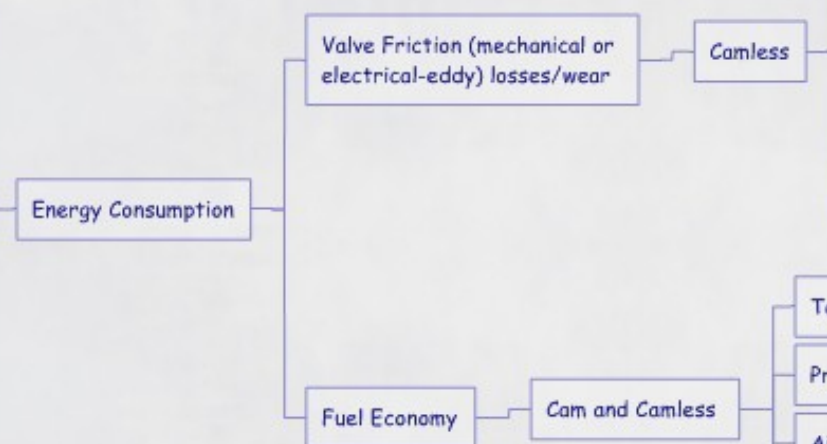 Valve Friction (mechanical or
electrical-eddy) losses/wear
Camless
Energy Consumption
Fuel Economy
Cam and Camless